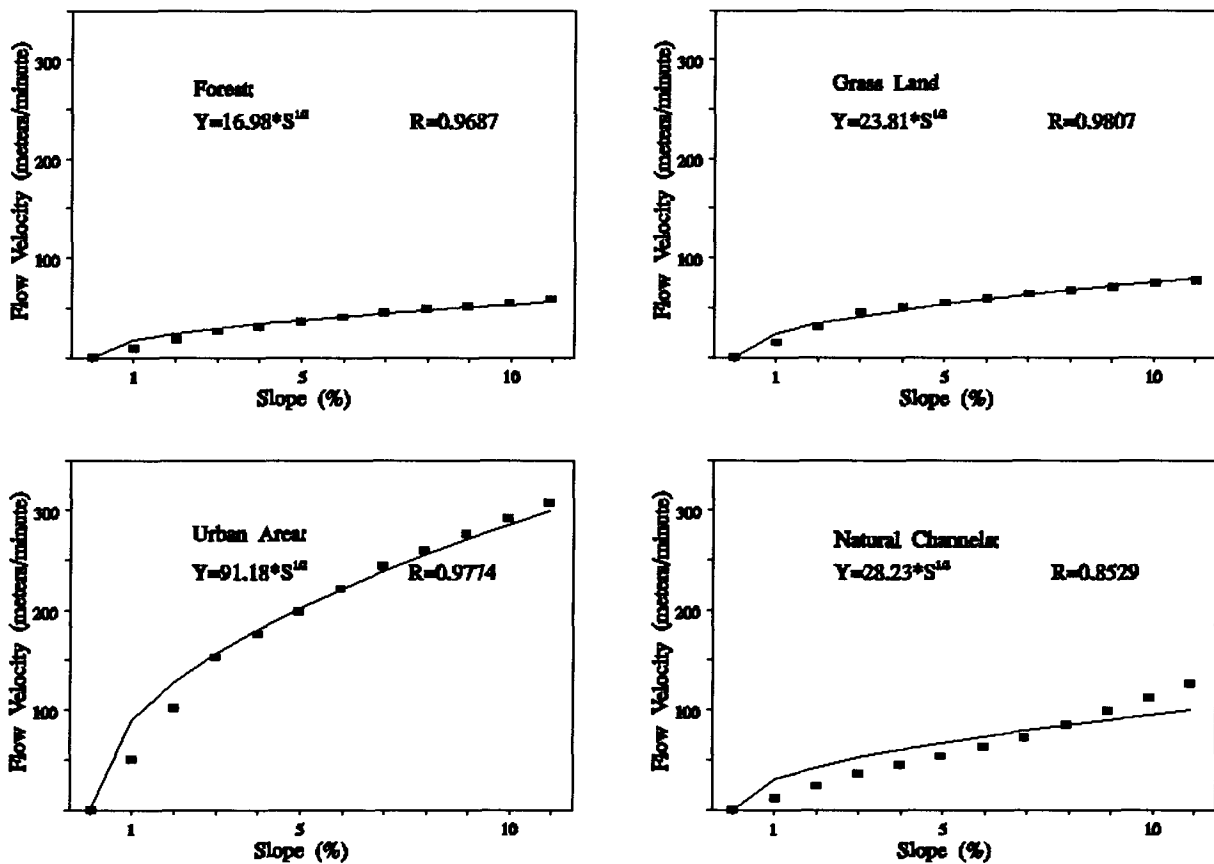 Flow Velocity (meters/minute)
300
200
100
Forest:
Y=16.98*S^1/2 R=0.9687
1 5 10
Slope (%)
Flow Velocity (meters/minute)
300
200
100
Grass Land
Y=23.81*S^1/2 R=0.9807
1 5 10
Slope (%)
Flow Velocity (meters/minute)
300
200
100
Urban Area:
Y=91.18*S^1/2 R=0.9774
1 5 10
Slope (%)
Flow Velocity (meters/minute)
300
200
100
Natural Channels:
Y=28.23*S^1/2 R=0.8529
1 5 10
Slope (%)